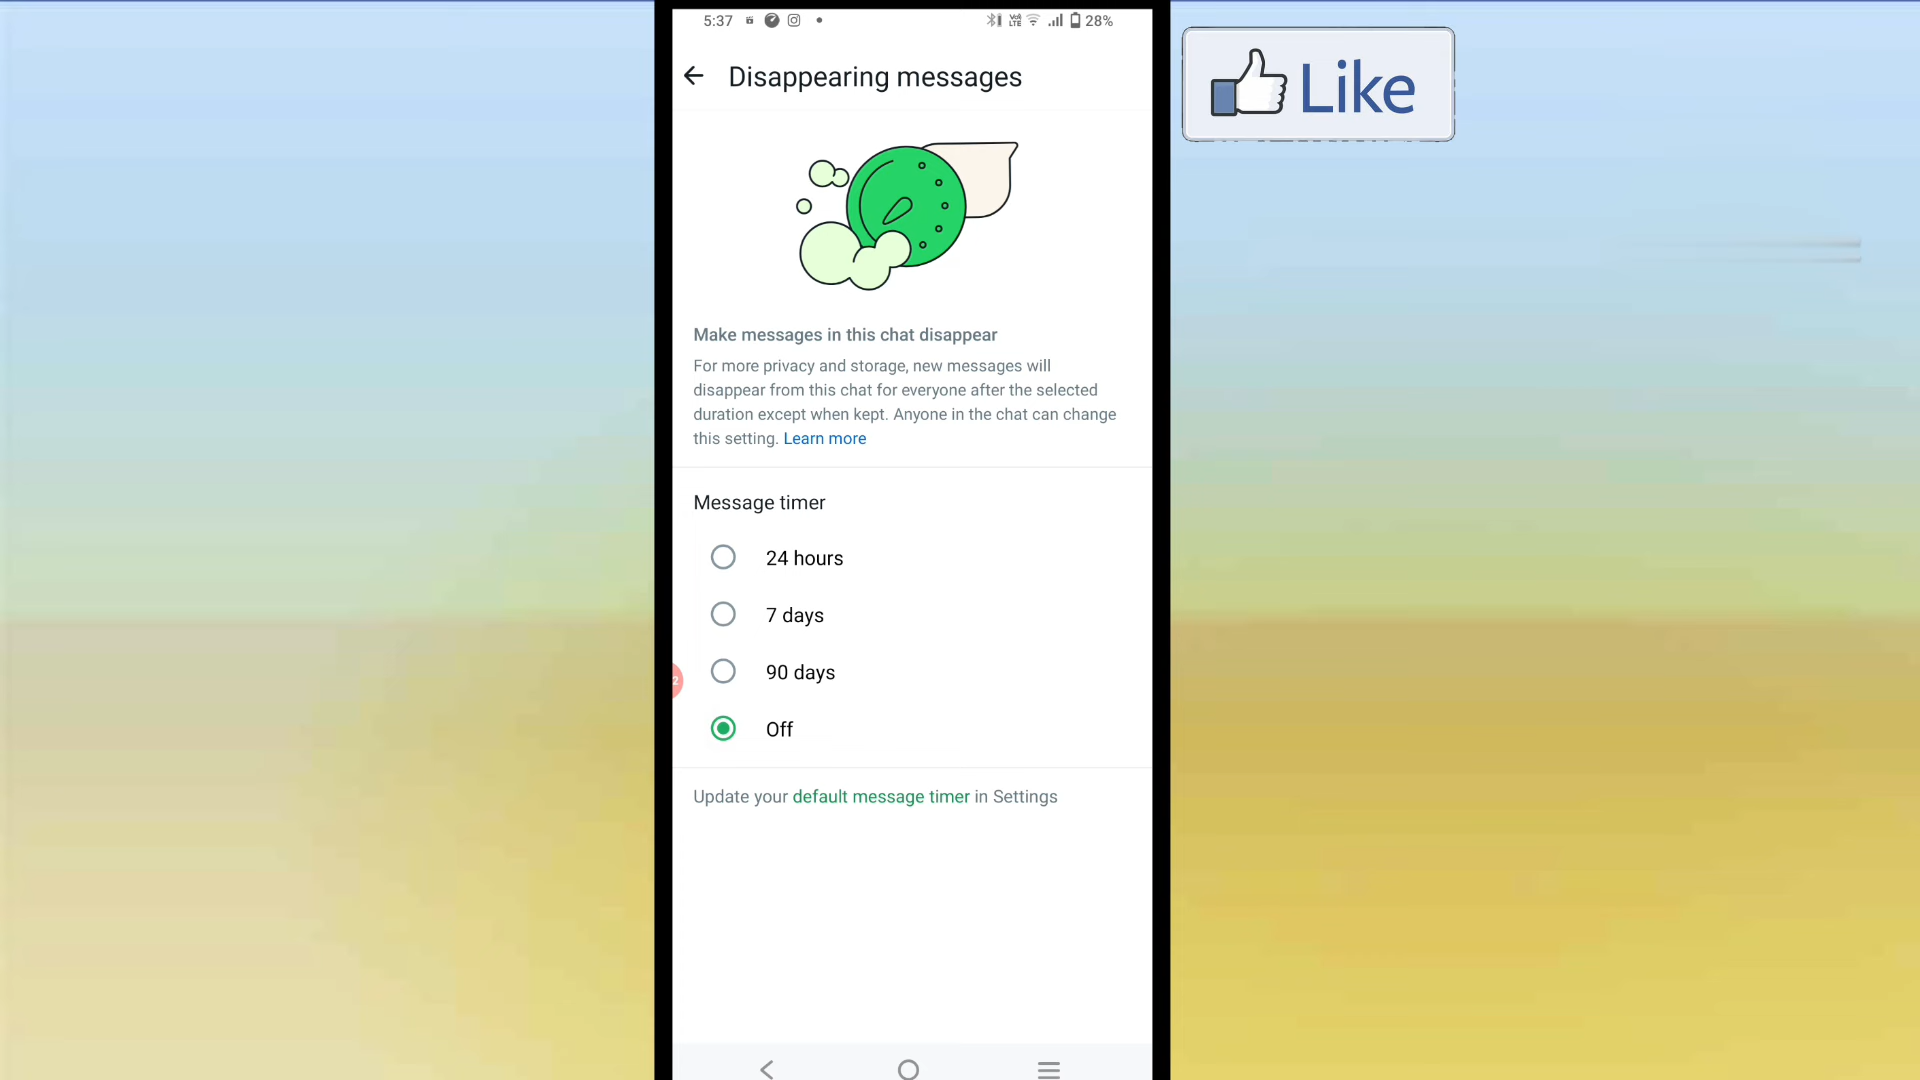 5:37
28%
Disappearing messages
Like
Make messages in this chat disappear
For more privacy and storage, new messages will
disappear from this chat for everyone after the selected
duration except when kept. Anyone in the chat can change
this setting. Learn more
Message timer
24 hours
7 days
90 days
2
Off
Update your default message timer in Settings